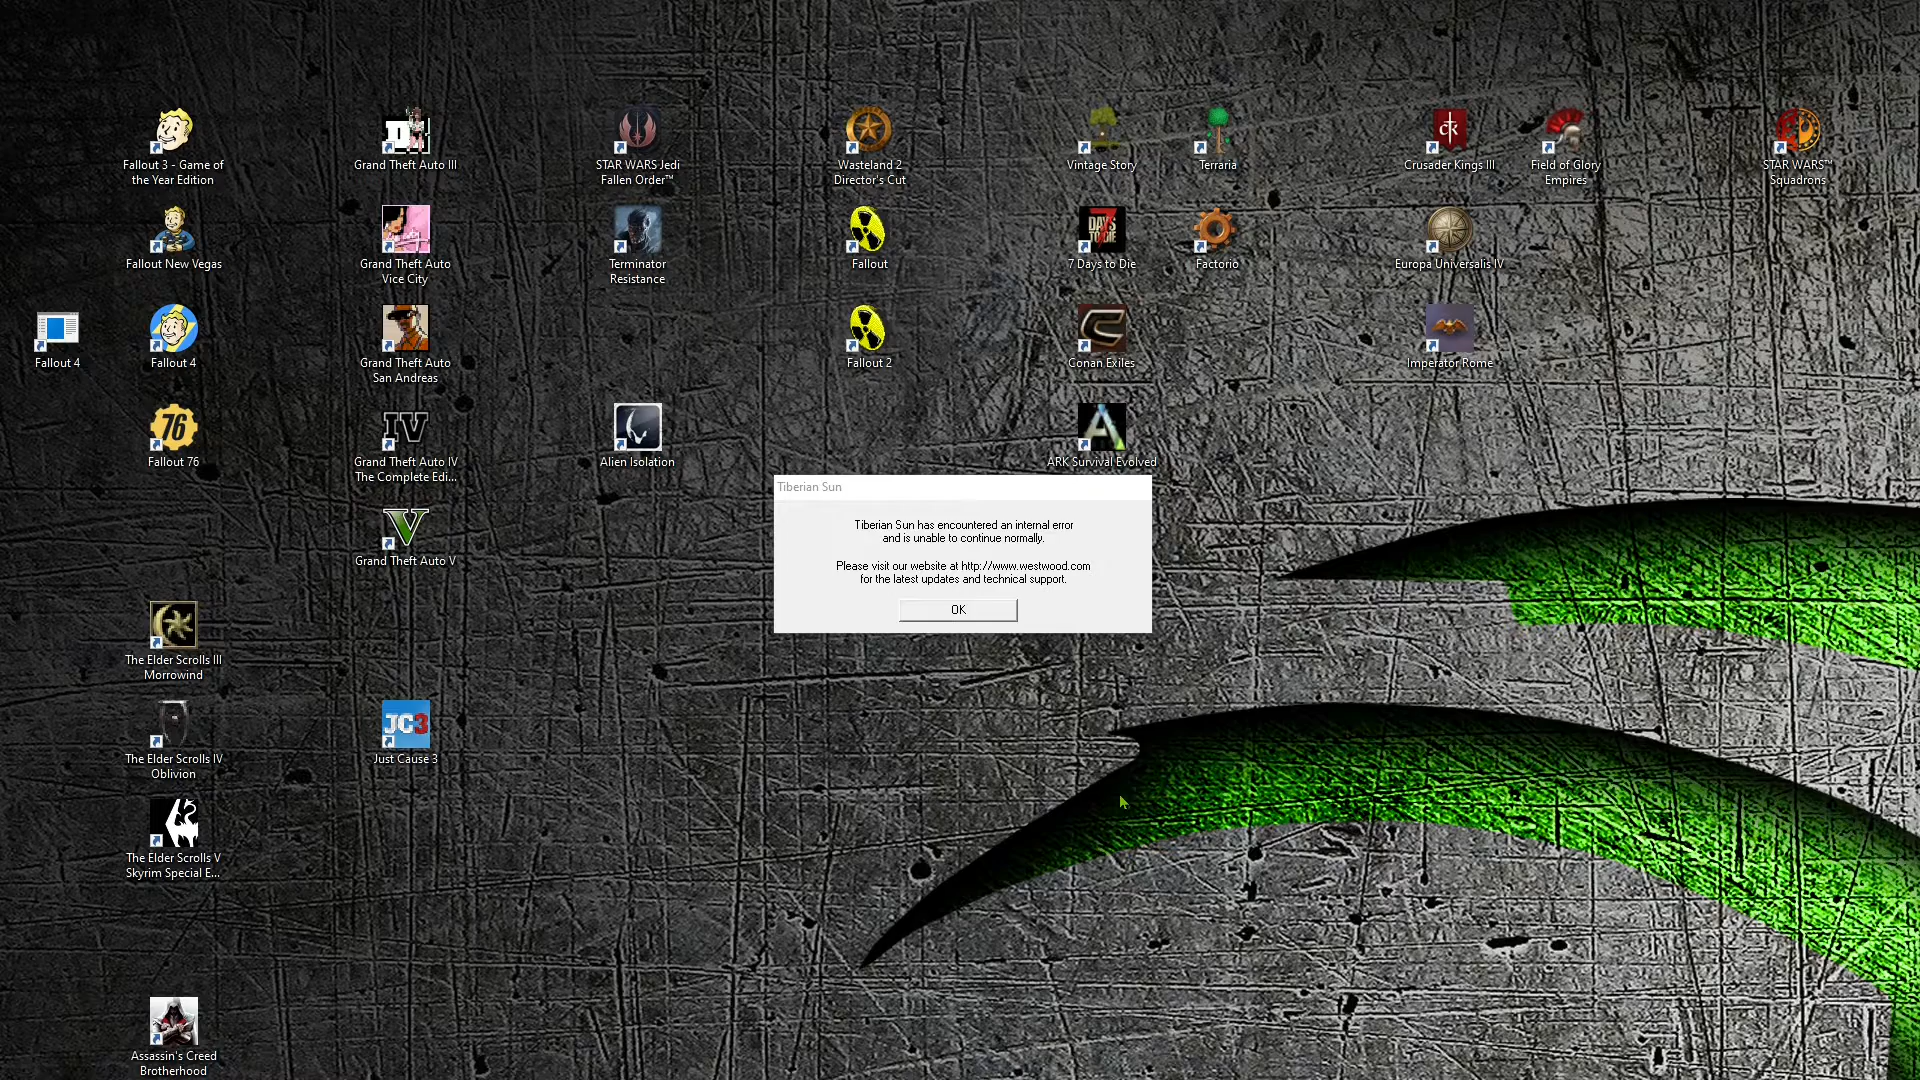 Fallout 3 - Game of
the Year Edition
Grand Theft Auto III
STAR WARS Jedi
Fallen Order™
Wasteland 2
Director's Cut
Vintage Story
Terraria
Crusader Kings III
Field of Glory
Empires
STAR WARS™
Squadrons
Fallout New Vegas
Grand Theft Auto
Vice City
Terminator
Resistance
Fallout
7
DAYS
TO DIE
7 Days to Die
Factorio
Europa Universalis IV
Fallout 4
Fallout 4
Grand Theft Auto
San Andreas
Fallout 2
Conan Exiles
Imperator Rome
76
Fallout 76
IV
Grand Theft Auto IV
The Complete Edi...
Alien Isolation
ARK Survival Evolved
V
Grand Theft Auto V
Tiberian Sun
Tiberian Sun has encountered an internal error
and is unable to continue normally.
Please visit our website at http://www.westwood.com
for the latest updates and technical support.
OK
The Elder Scrolls III
Morrowind
The Elder Scrolls IV
Oblivion
JC3
Just Cause 3
The Elder Scrolls V
Skyrim Special E...
Assassin's Creed
Brotherhood